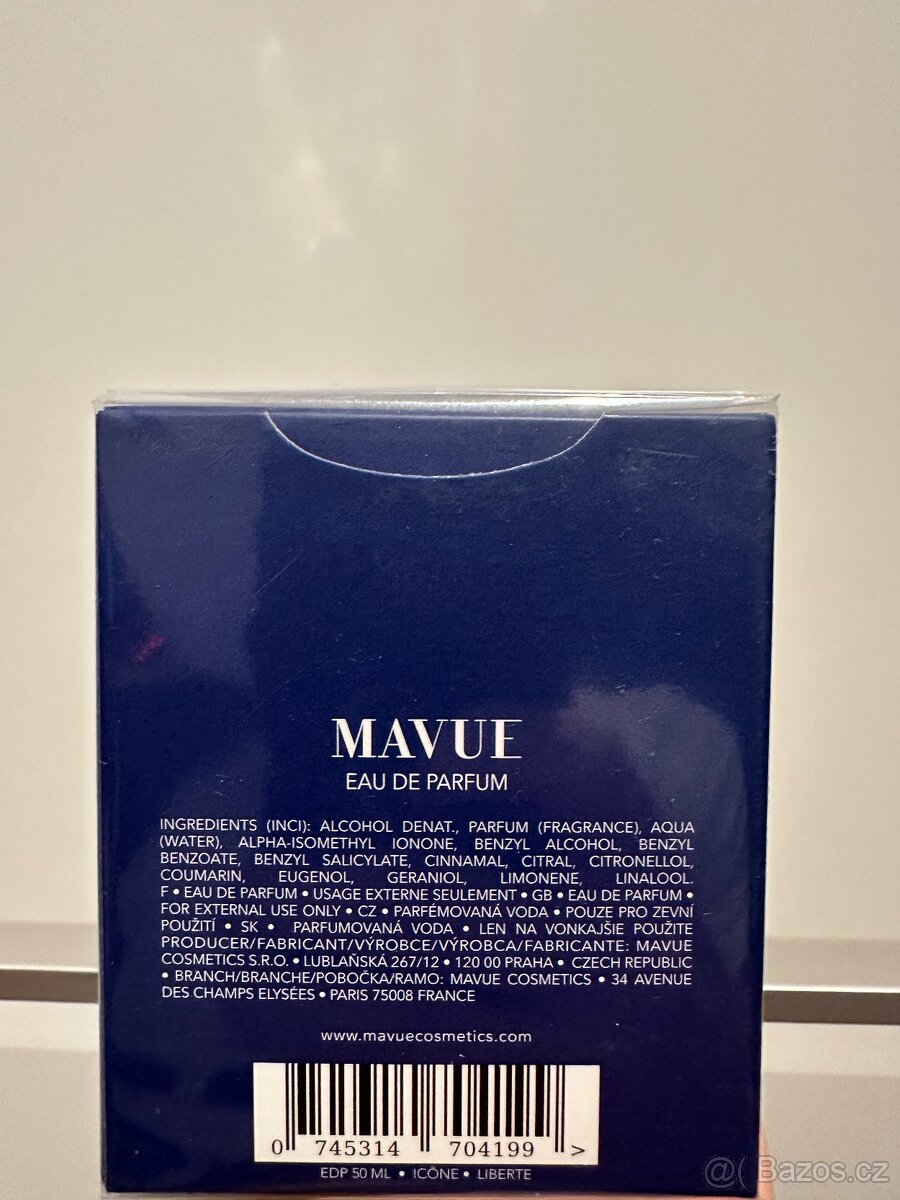 MAVUE
EAU DE PARFUM
INGREDIENTS (INCI): ALCOHOL DENAT., PARFUM (FRAGRANCE), AQUA
(WATER), ALPHA-ISOMETHYL IONONE, BENZYL ALCOHOL, BENZYL
BENZOATE, BENZYL SALICYLATE, CINNAMAL, CITRAL, CITRONELLOL,
COUMARIN, EUGENOL, GERANIOL, LIMONENE, LINALOOL.
F • EAU DE PARFUM • USAGE EXTERNE SEULEMENT • GB • EAU DE PARFUM •
FOR EXTERNAL USE ONLY • CZ • PARFÉMOVANÁ VODA • POUZE PRO ZEVNÍ
POUŽITÍ • SK • PARFUMOVANÁ VODA • LEN NA VONKAJŠIE POUŽITE
PRODUCER/FABRICANT/VÝROBCE/VÝROBCA/FABRICANTE: MAVUE
COSMETICS S.R.O. • LUBLAŇSKÁ 267/12 • 120 00 PRAHA • CZECH REPUBLIC
• BRANCH/BRANCHE/POBOČKA/RAMO: MAVUE COSMETICS • 34 AVENUE
DES CHAMPS ELYSÉES • PARIS 75008 FRANCE
www.mavuecosmetics.com
0 745314 704199 >
EDP 50 ML • ICÔNE • LIBERTE
@( Bazos.cz